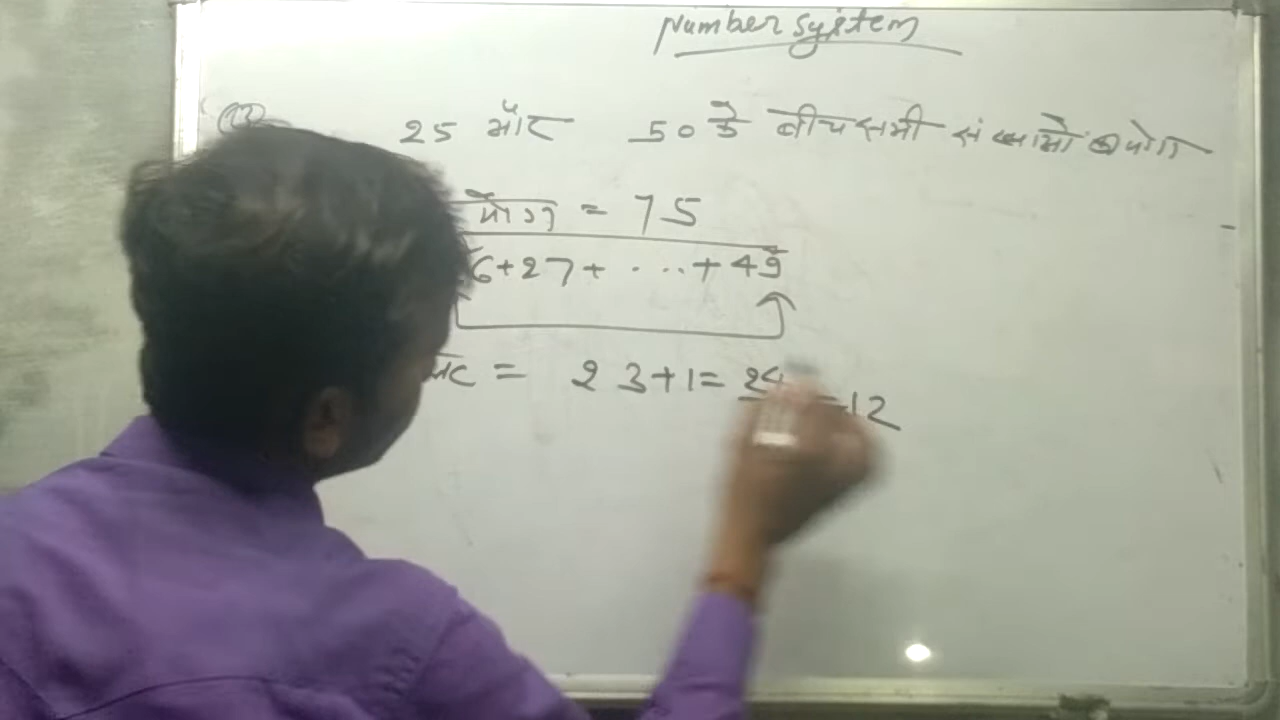 Number system
25 और 50 के बीच सभी संख्याओं का योग
योग = 75
6+27+ ....+ 49
= 23+1= 24 = 12